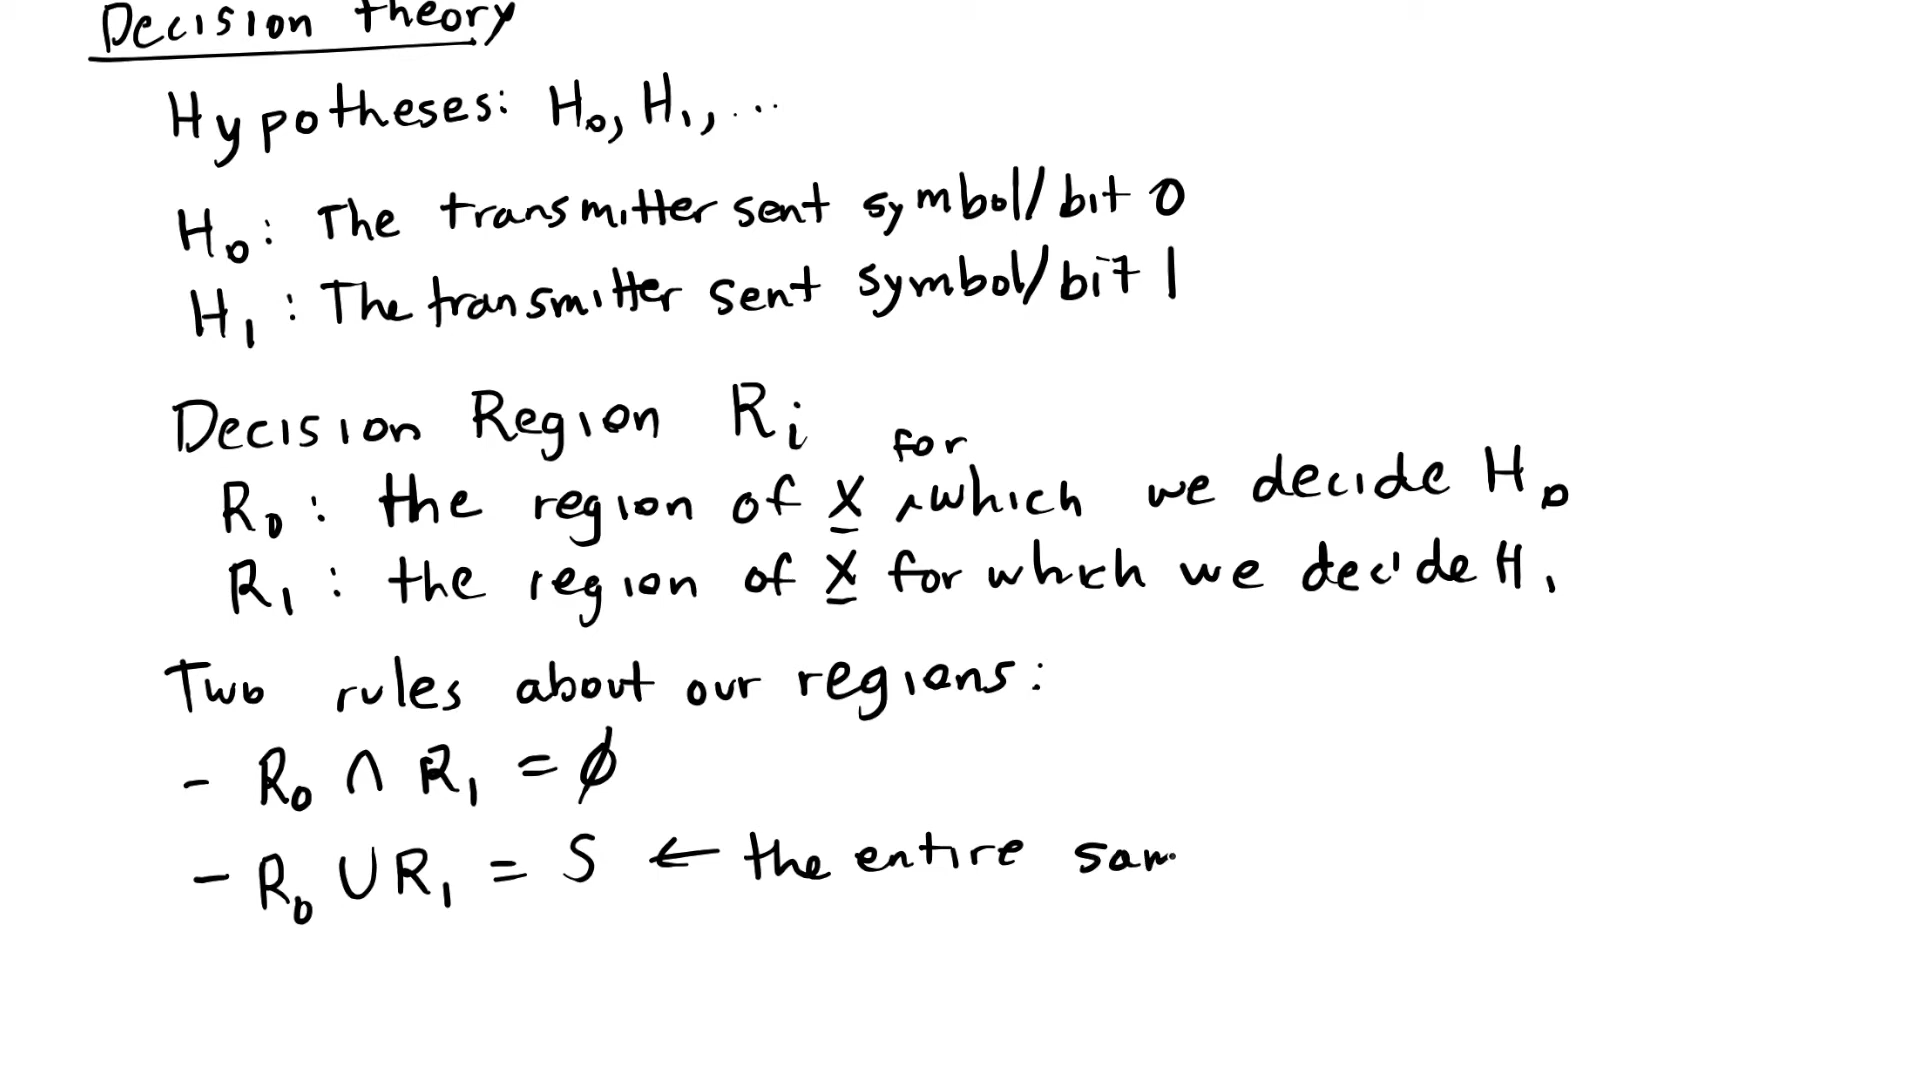 Decision theory
Hypotheses: H₀, H₁, ...
H₀: The transmitter sent symbol/bit 0
H₁: The transmitter sent symbol/bit 1
Decision Region Rᵢ
R₀: the region of X for which we decide H₀
R₁: the region of X for which we decide H₁
Two rules about our regions:
- R₀ ∩ R₁ = ∅
- R₀ ∪ R₁ = S ← the entire sam